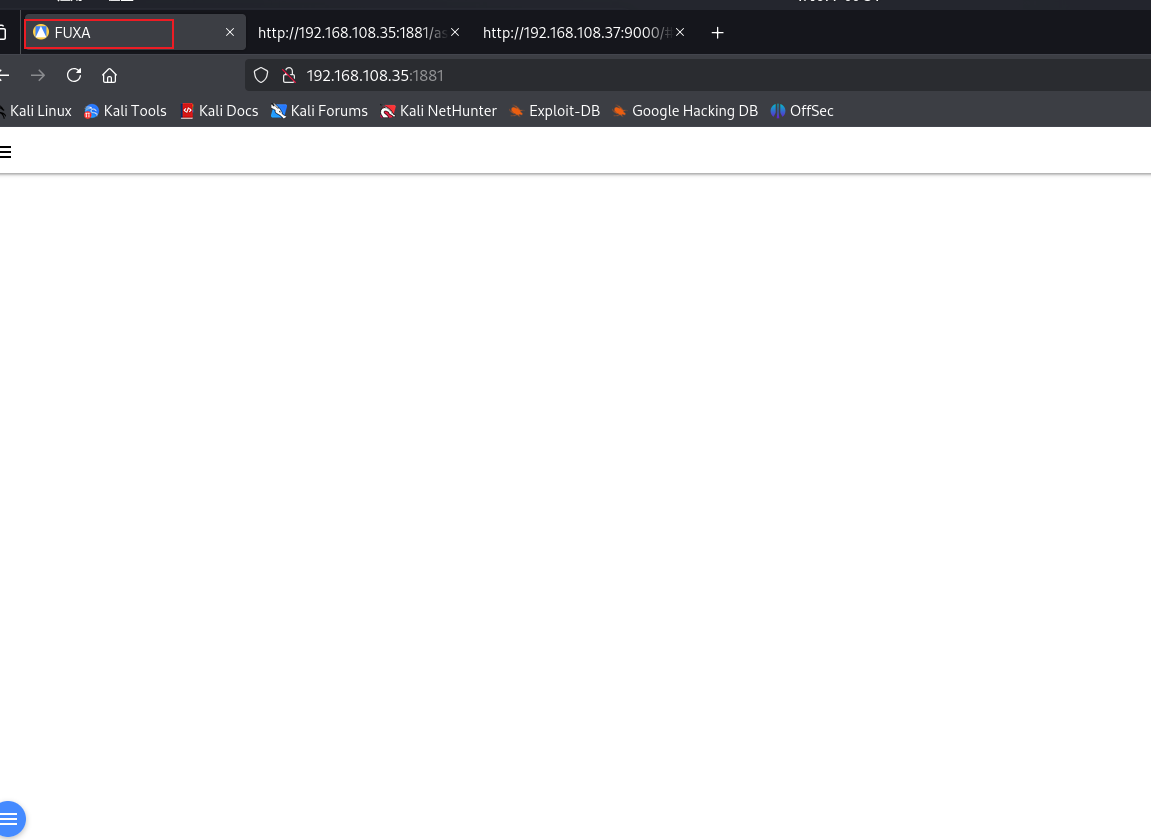 FUXA http://192.168.108.35:1881/as http://192.168.108.37:9000/#
192.168.108.35:1881
Kali Linux Kali Tools Kali Docs Kali Forums Kali NetHunter Exploit-DB Google Hacking DB OffSec